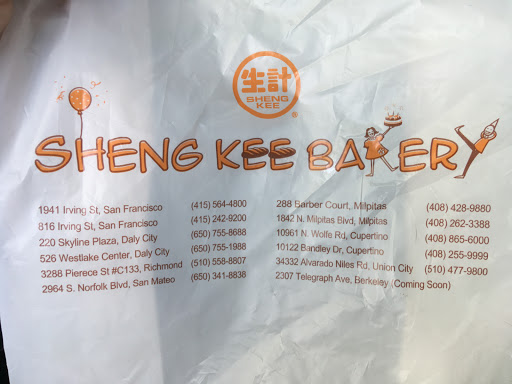 生計
SHENG
KEE
®
SHENG KEE BAKERY
1941 Irving St, San Francisco (415) 564-4800
816 Irving St, San Francisco (415) 242-9200
220 Skyline Plaza, Daly City (650) 755-8688
526 Westlake Center, Daly City (650) 755-1988
3288 Pierece St #C133, Richmond (510) 558-8807
2964 S. Norfolk Blvd, San Mateo (650) 341-8838
288 Barber Court, Milpitas (408) 428-9880
1842 N. Milpitas Blvd, Milpitas (408) 262-3388
10961 N. Wolfe Rd, Cupertino (408) 865-6000
10122 Bandley Dr, Cupertino (408) 255-9999
34332 Alvarado Niles Rd, Union City (510) 477-9800
2307 Telegraph Ave, Berkeley (Coming Soon)